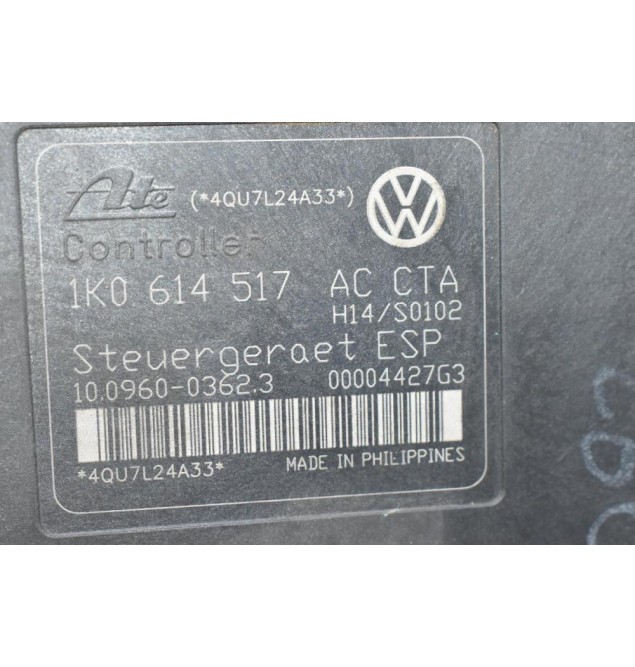 Ate (*4QU7L24A33*)
Controller
1K0 614 517 AC CTA
H14/S0102
Steuergeraet ESP
10.0960-0362.3 00004427G3
*4QU7L24A33* MADE IN PHILIPPINES